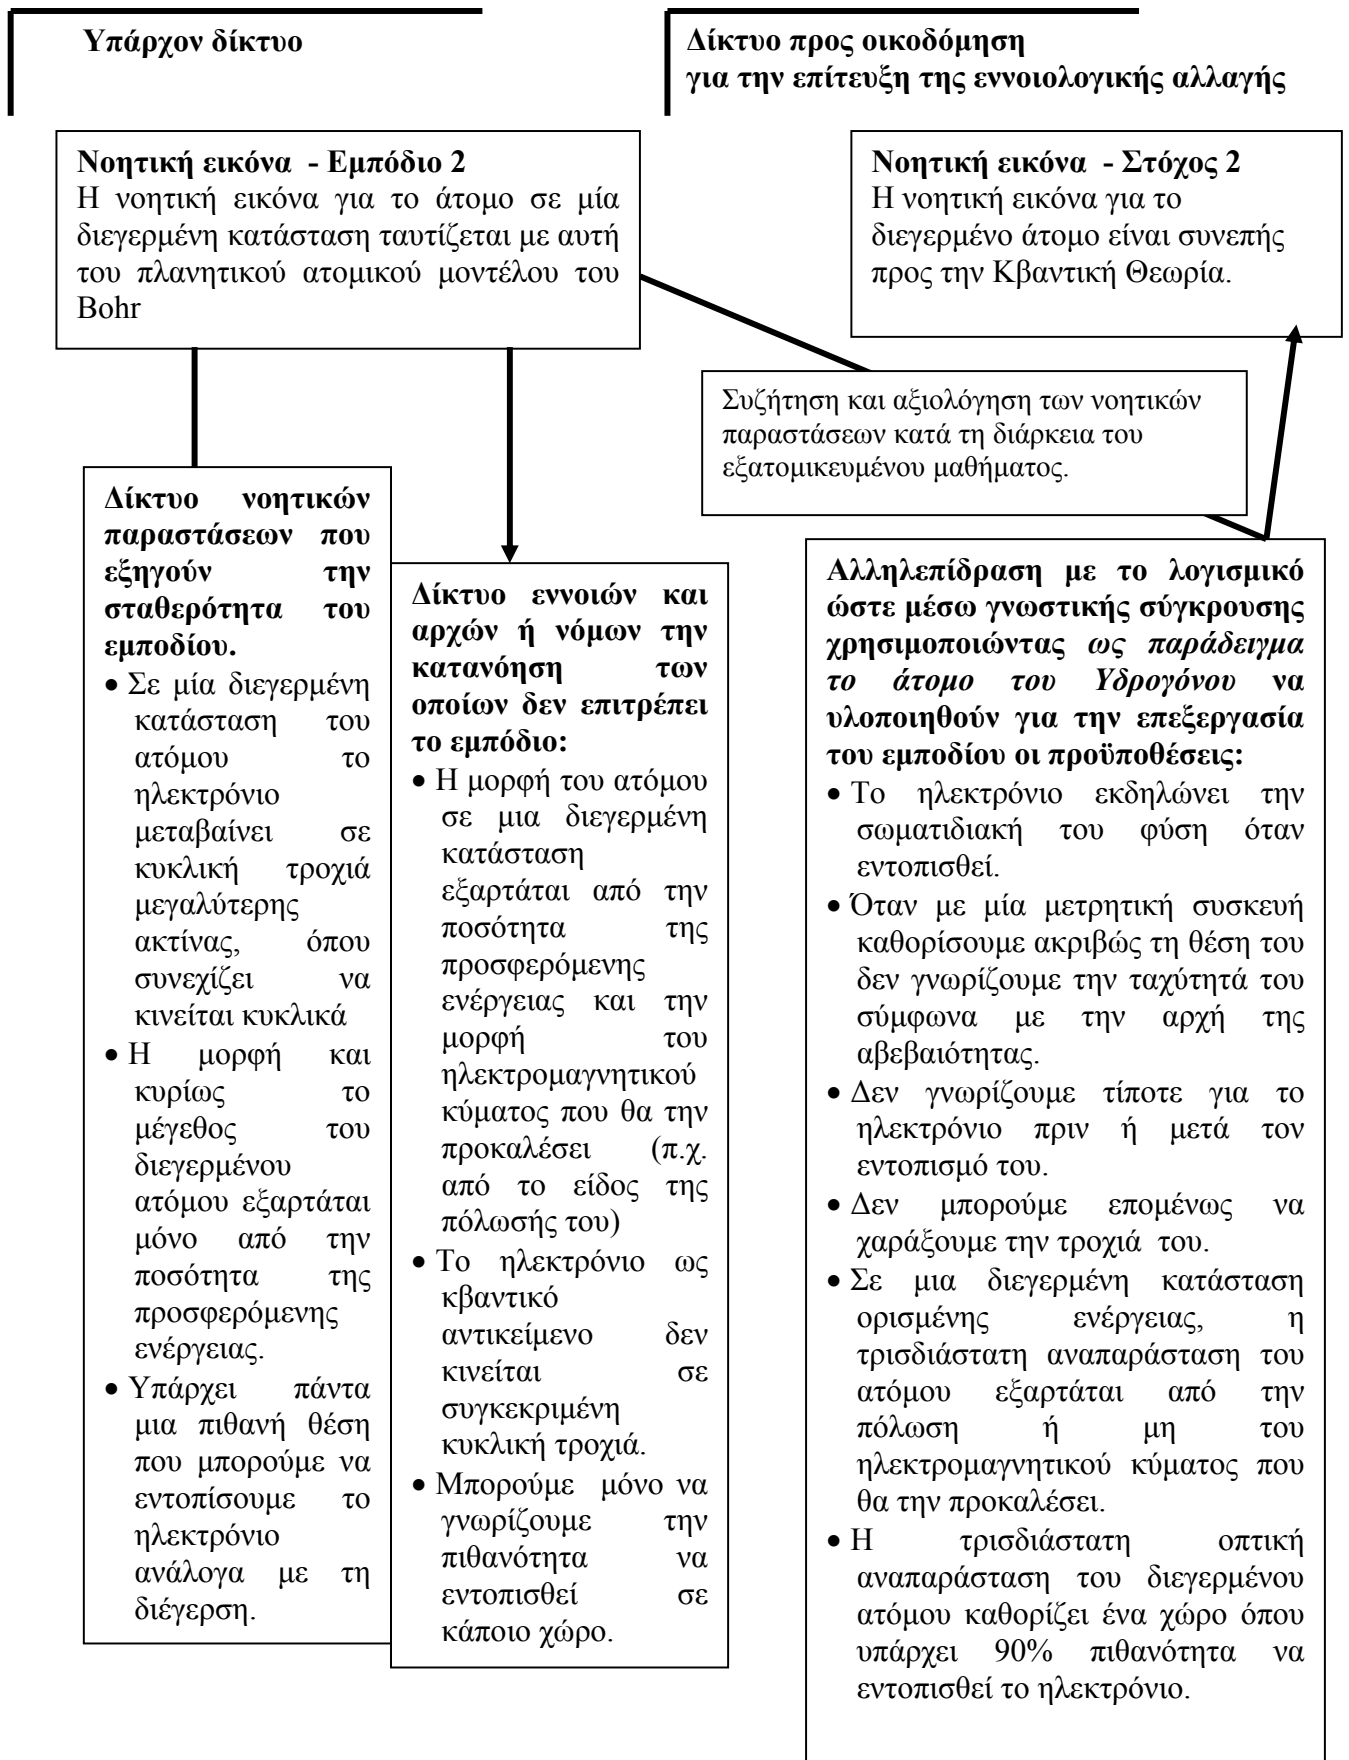 Υπάρχον δίκτυο
Δίκτυο προς οικοδόμηση
για την επίτευξη της εννοιολογικής αλλαγής
Νοητική εικόνα - Εμπόδιο 2
Η νοητική εικόνα για το άτομο σε μία
διεγερμένη κατάσταση ταυτίζεται με αυτή
του πλανητικού ατομικού μοντέλου του
Bohr
Νοητική εικόνα - Στόχος 2
Η νοητική εικόνα για το
διεγερμένο άτομο είναι συνεπής
προς την Κβαντική Θεωρία.
Συζήτηση και αξιολόγηση των νοητικών
παραστάσεων κατά τη διάρκεια του
εξατομικευμένου μαθήματος.
Δίκτυο νοητικών
παραστάσεων που
εξηγούν την
σταθερότητα του
εμποδίου.
• Σε μία διεγερμένη
κατάσταση του
ατόμου το
ηλεκτρόνιο
μεταβαίνει σε
κυκλική τροχιά
μεγαλύτερης
ακτίνας, όπου
συνεχίζει να
κινείται κυκλικά
• Η μορφή και
κυρίως το
μέγεθος του
διεγερμένου
ατόμου εξαρτάται
μόνο από την
ποσότητα της
προσφερόμενης
ενέργειας.
• Υπάρχει πάντα
μια πιθανή θέση
που μπορούμε να
εντοπίσουμε το
ηλεκτρόνιο
ανάλογα με τη
διέγερση.
Δίκτυο εννοιών και
αρχών ή νόμων την
κατανόηση των
οποίων δεν επιτρέπει
το εμπόδιο:
• Η μορφή του ατόμου
σε μια διεγερμένη
κατάσταση
εξαρτάται από την
ποσότητα της
προσφερόμενης
ενέργειας και την
μορφή του
ηλεκτρομαγνητικού
κύματος που θα την
προκαλέσει (π.χ.
από το είδος της
πόλωσής του)
• Το ηλεκτρόνιο ως
κβαντικό
αντικείμενο δεν
κινείται σε
συγκεκριμένη
κυκλική τροχιά.
• Μπορούμε μόνο να
γνωρίζουμε την
πιθανότητα να
εντοπισθεί σε
κάποιο χώρο.
Αλληλεπίδραση με το λογισμικό
ώστε μέσω γνωστικής σύγκρουσης
χρησιμοποιώντας ως παράδειγμα
το άτομο του Υδρογόνου να
υλοποιηθούν για την επεξεργασία
του εμποδίου οι προϋποθέσεις:
• Το ηλεκτρόνιο εκδηλώνει την
σωματιδιακή του φύση όταν
εντοπισθεί.
• Όταν με μία μετρητική συσκευή
καθορίσουμε ακριβώς τη θέση του
δεν γνωρίζουμε την ταχύτητά του
σύμφωνα με την αρχή της
αβεβαιότητας.
• Δεν γνωρίζουμε τίποτε για το
ηλεκτρόνιο πριν ή μετά τον
εντοπισμό του.
• Δεν μπορούμε επομένως να
χαράξουμε την τροχιά του.
• Σε μια διεγερμένη κατάσταση
ορισμένης ενέργειας, η
τρισδιάστατη αναπαράσταση του
ατόμου εξαρτάται από την
πόλωση ή μη του
ηλεκτρομαγνητικού κύματος που
θα την προκαλέσει.
• Η τρισδιάστατη οπτική
αναπαράσταση του διεγερμένου
ατόμου καθορίζει ένα χώρο όπου
υπάρχει 90% πιθανότητα να
εντοπισθεί το ηλεκτρόνιο.